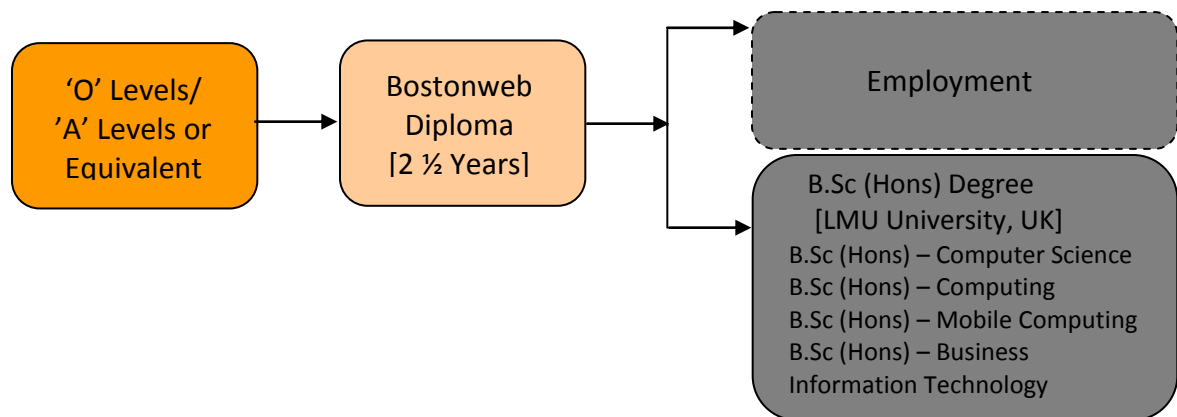 ‘O’ Levels/
’A’ Levels or
Equivalent
Bostonweb
Diploma
[2 ½ Years]
Employment
B.Sc (Hons) Degree
[LMU University, UK]
B.Sc (Hons) – Computer Science
B.Sc (Hons) – Computing
B.Sc (Hons) – Mobile Computing
B.Sc (Hons) – Business
Information Technology